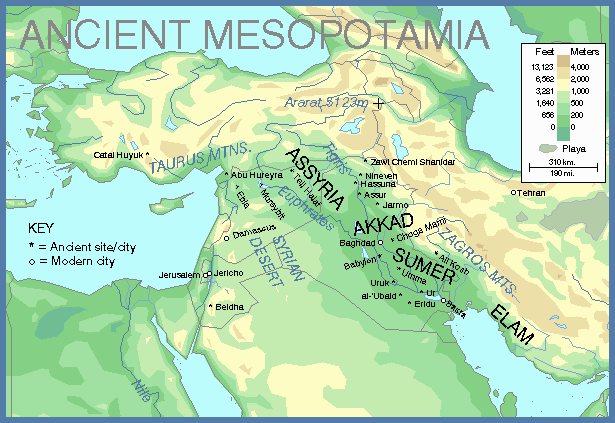 ANCIENT MESOPOTAMIA
Feet Meters
13,123 4,000
6,562 2,000
3,281 1,000
1,640 500
656 200
0 0
Playa
310 km.
190 mi.
Ararat 5123m
Catal Huyuk
TAURUS MTNS.
Abu Hureyra
Ebla
Mureybit
Tell Halaf
ASSYRIA
Tigris
Zawi Chemi Shanidar
Nineveh
Hassuna
Assur
Jarmo
Tehran
Euphrates
KEY
* = Ancient site/city
o = Modern city
Damascus
SYRIAN
DESERT
AKKAD
Baghdad
Choga Mami
ZAGROS MTS.
Babylon
SUMER
Ali Kosh
Umma
Jerusalem
Jericho
Uruk
al-'Ubaid
Ur
Eridu
Basra
Beidha
ELAM
Nile